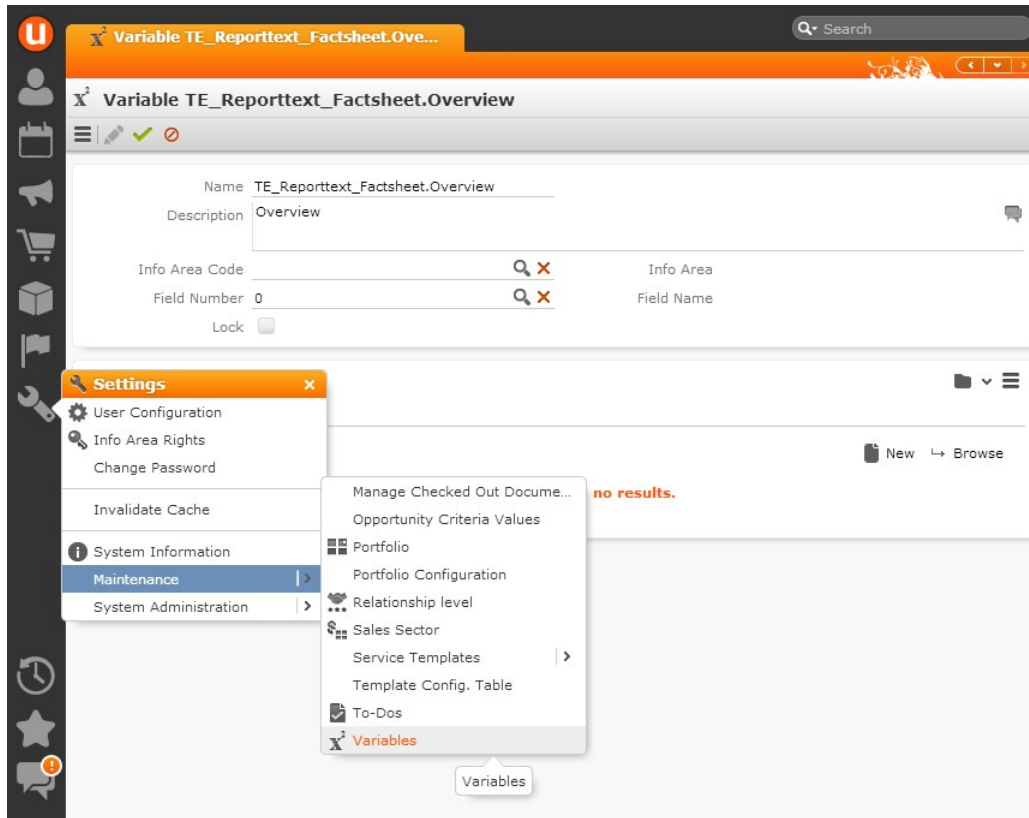 u
x² Variable TE_Reporttext_Factsheet.Ove...
Search
x² Variable TE_Reporttext_Factsheet.Overview
Name TE_Reporttext_Factsheet.Overview
Description Overview
Info Area Code Info Area
Field Number 0 Field Name
Lock
Settings
User Configuration
Info Area Rights
Change Password
Invalidate Cache
System Information
Maintenance
System Administration
New Browse
no results.
Manage Checked Out Docume...
Opportunity Criteria Values
Portfolio
Portfolio Configuration
Relationship level
Sales Sector
Service Templates
Template Config. Table
To-Dos
x² Variables
Variables